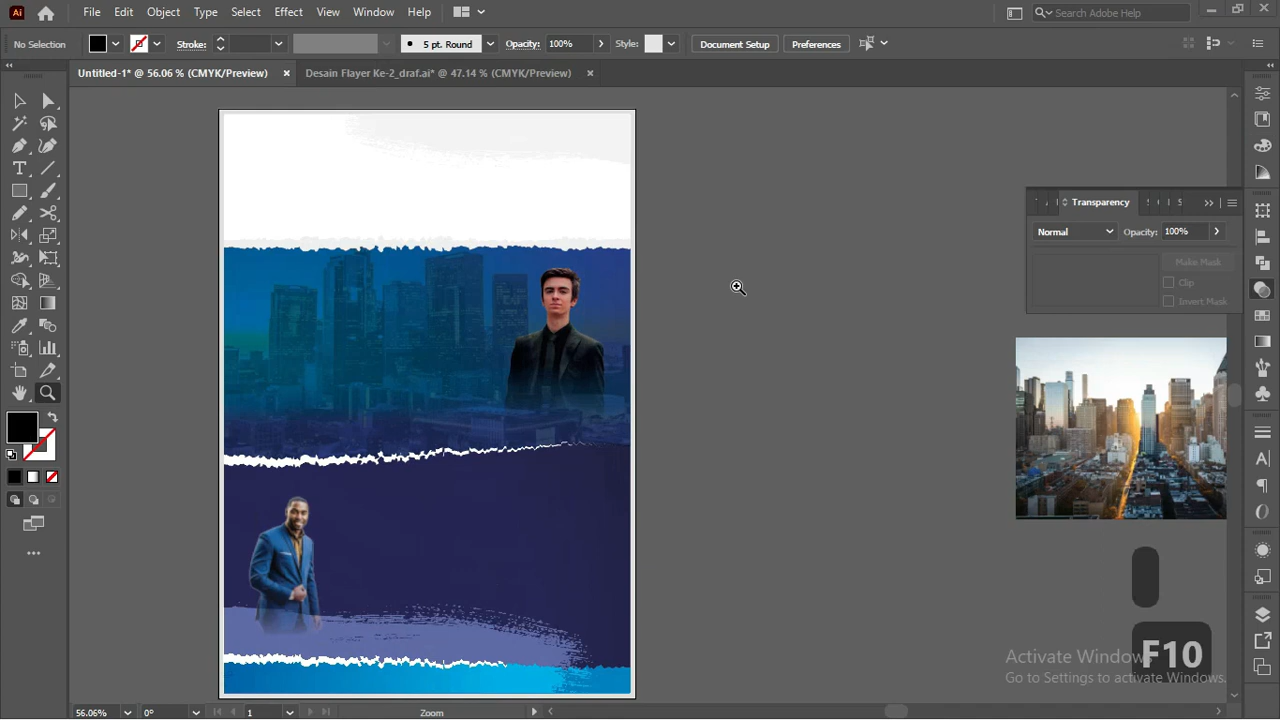 Ai
File Edit Object Type Select Effect View Window Help
Search Adobe Help
No Selection
Stroke:
5 pt. Round
Opacity: 100%
Style:
Document Setup
Preferences
Untitled-1* @ 56.06 % (CMYK/Preview)
Desain Flayer Ke-2_draf.ai* @ 47.14 % (CMYK/Preview)
Transparency
Normal
Opacity: 100%
Make Mask
Clip
Invert Mask
F10
Activate Windows
Go to Settings to activate Windows.
56.06%
0°
1
Zoom